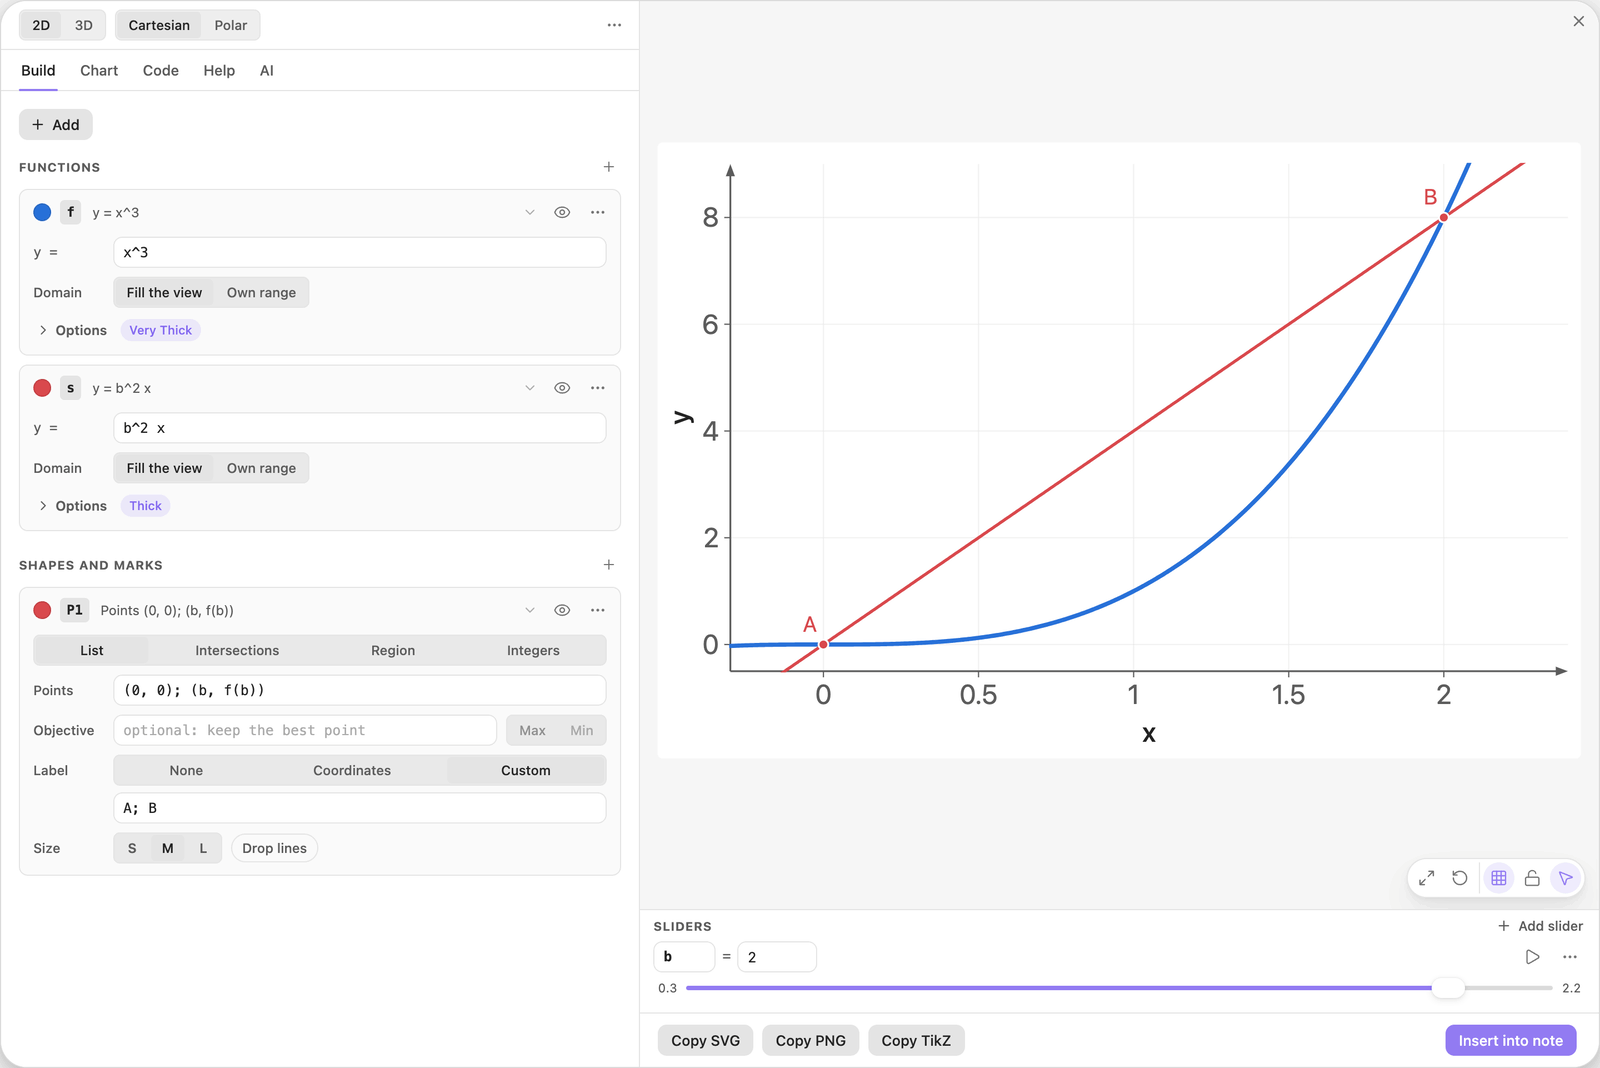 2D 3D Cartesian Polar
Build Chart Code Help AI
+ Add
FUNCTIONS
f y = x^3
y = x^3
Domain Fill the view Own range
Options Very Thick
s y = b^2 x
y = b^2 x
Domain Fill the view Own range
Options Thick
SHAPES AND MARKS
P1 Points (0, 0); (b, f(b))
List Intersections Region Integers
Points (0, 0); (b, f(b))
Objective optional: keep the best point Max Min
Label None Coordinates Custom
A; B
Size S M L Drop lines
B
8
6
y
4
2
A
0
0 0.5 1 1.5 2
x
SLIDERS + Add slider
b = 2
0.3 2.2
Copy SVG Copy PNG Copy TikZ Insert into note